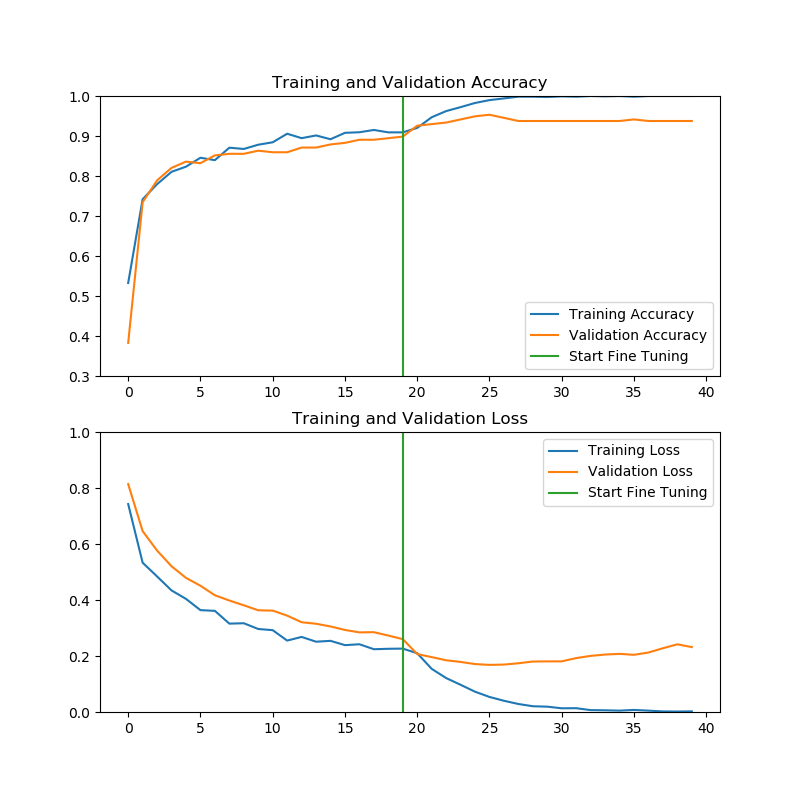 Training and Validation Accuracy
1.0
0.9
0.8
0.7
0.6
0.5
0.4
0.3
Training Accuracy
Validation Accuracy
Start Fine Tuning
0 5 10 15 20 25 30 35 40
Training and Validation Loss
1.0
0.8
0.6
0.4
0.2
0.0
Training Loss
Validation Loss
Start Fine Tuning
0 5 10 15 20 25 30 35 40